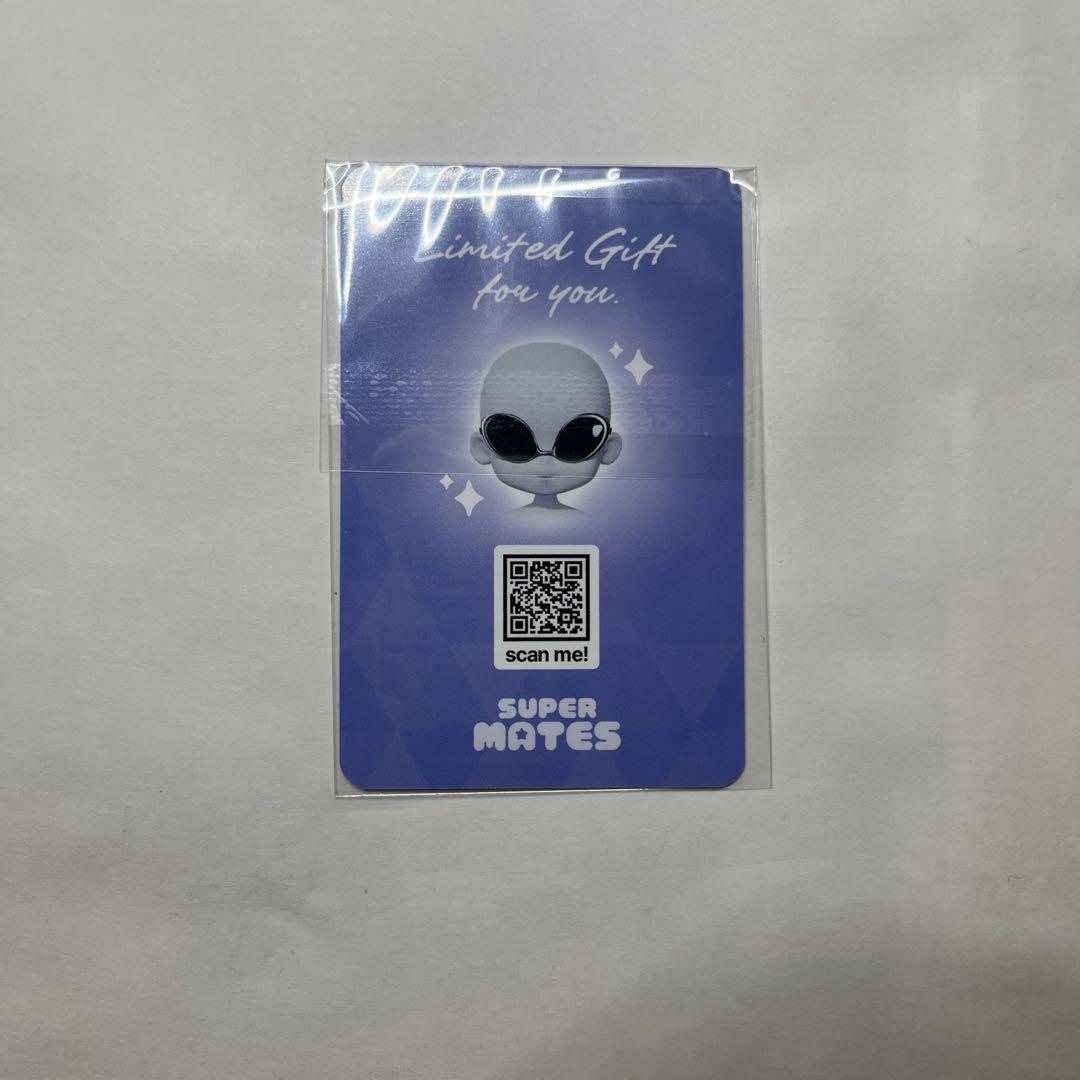 Limited Gift
for you.
scan me!
SUPER
MATES